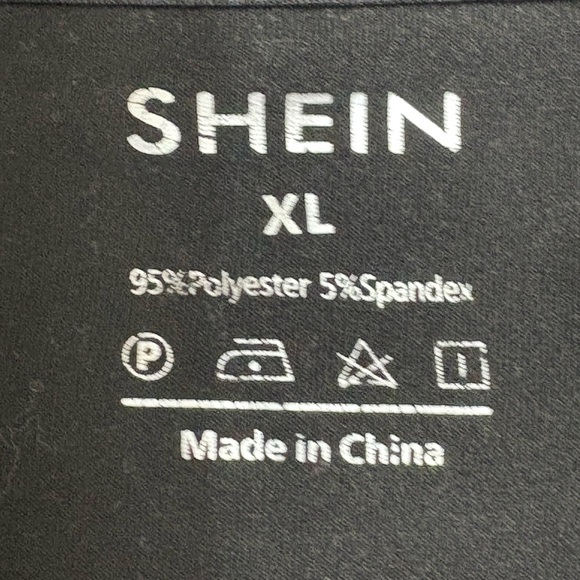 SHEIN
XL
95%Polyester 5%Spandex
P
Made in China